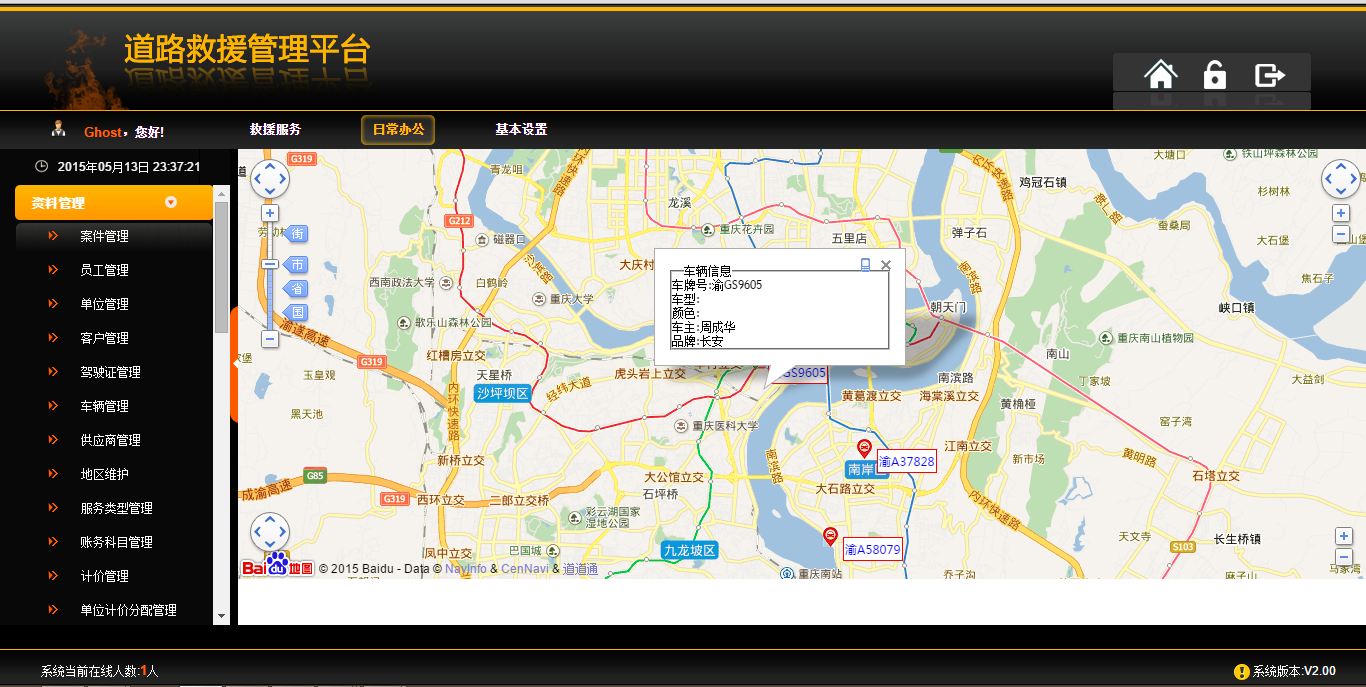 道路救援管理平台
Ghost，您好!
救援服务
日常办公
基本设置
2015年05月13日 23:37:21
资料管理
案件管理
员工管理
单位管理
客户管理
驾驶证管理
车辆管理
供应商管理
地区维护
服务类型管理
账务科目管理
计价管理
单位计价分配管理
G319
青龙咀
龙溪
鸡冠石镇
大塘口
铁山坪森林公园
杉树林
G212
磁器口
重庆花卉园
五里店
弹子石
蚕桑局
大石堡
街
市
省
国
大庆村
西南政法大学
白鹤岭
重庆大学
歌乐山森林公园
渝遂高速
内环快速路
沙滨路
南滨路
朝天门
焦石子
峡口镇
重庆南山植物园
南山
车辆信息
车牌号:渝GS9605
车型:
颜色:
车主:周成华
品牌:长安
GS9605
G319
红槽房立交
玉皇观
天星桥
沙坪坝区
经纬大道
虎头岩上立交
黑天池
内环快速路
重庆医科大学
黄葛渡立交
海棠溪立交
南滨路
丁家坡
大益剑
黄桷桠
窑子湾
江南立交
新市场
黄明路
石塔立交
南岸
渝A37828
大石路立交
南滨路
新桥立交
G85
成渝高速
G319
西环立交
二郎立交桥
大公馆立交
石坪桥
彩云湖国家
湿地公园
内环快速路
渝A58079
天文寺
S103
长生桥镇
凤中立交
巴国城
九龙坡区
重庆南站
乔子沟
麻子山
马家湾
Baidu地图
© 2015 Baidu - Data © NavInfo & CenNavi & 道道通
系统当前在线人数:1人
系统版本:V2.00